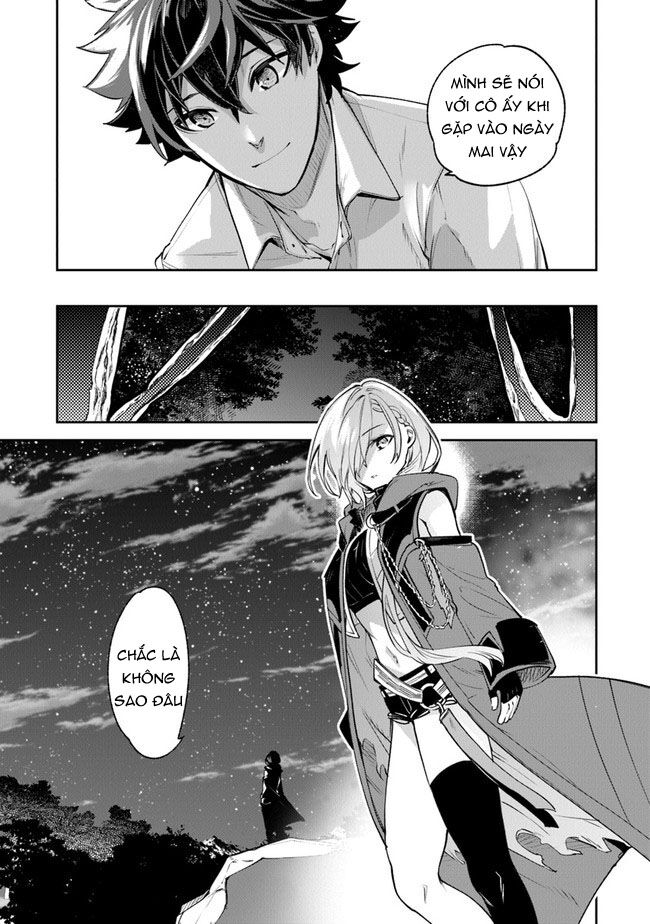 MÌNH SẼ NÓI
VỚI CÔ ẤY KHI
GẶP VÀO NGÀY
MAI VẬY
CHẮC LÀ
KHÔNG
SAO ĐÂU